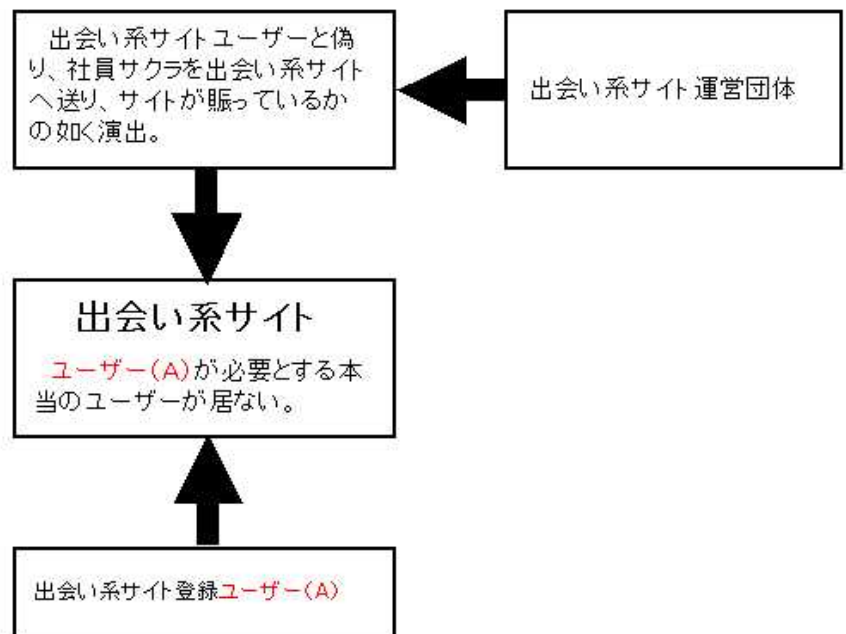 出会い系サイトユーザーと偽
り、社員サクラを出会い系サイト
へ送り、サイトが賑っているか
の如く演出。
出会い系サイト運営団体
出会い系サイト
ユーザー(A)が必要とする本
当のユーザーが居ない。
出会い系サイト登録ユーザー(A)